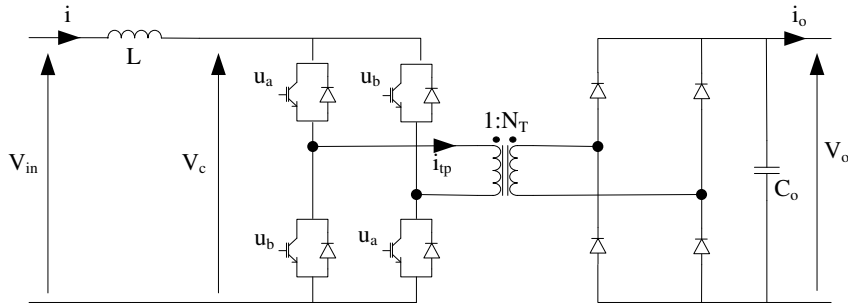 i
L
u_a
u_b
1:N_T
i_o
V_in
V_c
i_tp
V_o
C_o
u_b
u_a